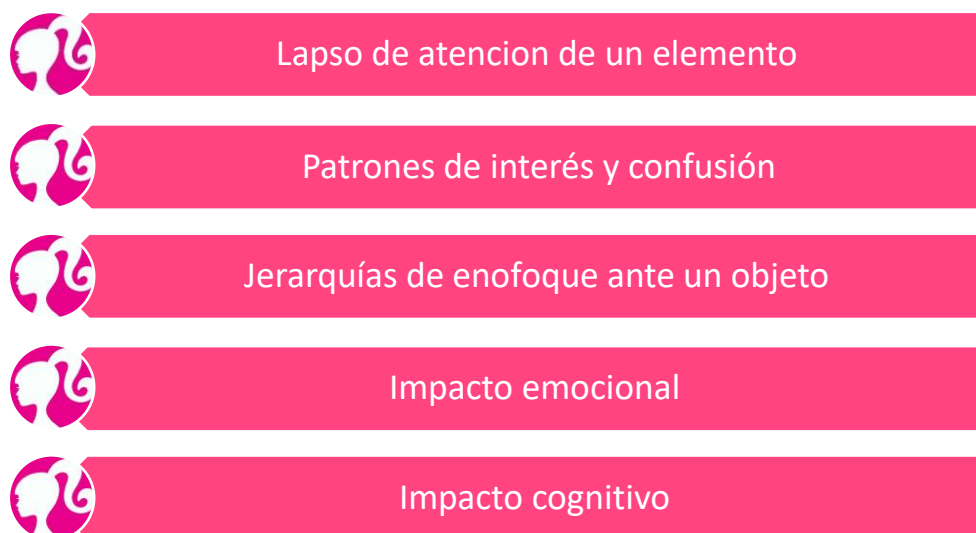 Lapso de atencion de un elemento
Patrones de interés y confusión
Jerarquías de enofoque ante un objeto
Impacto emocional
Impacto cognitivo